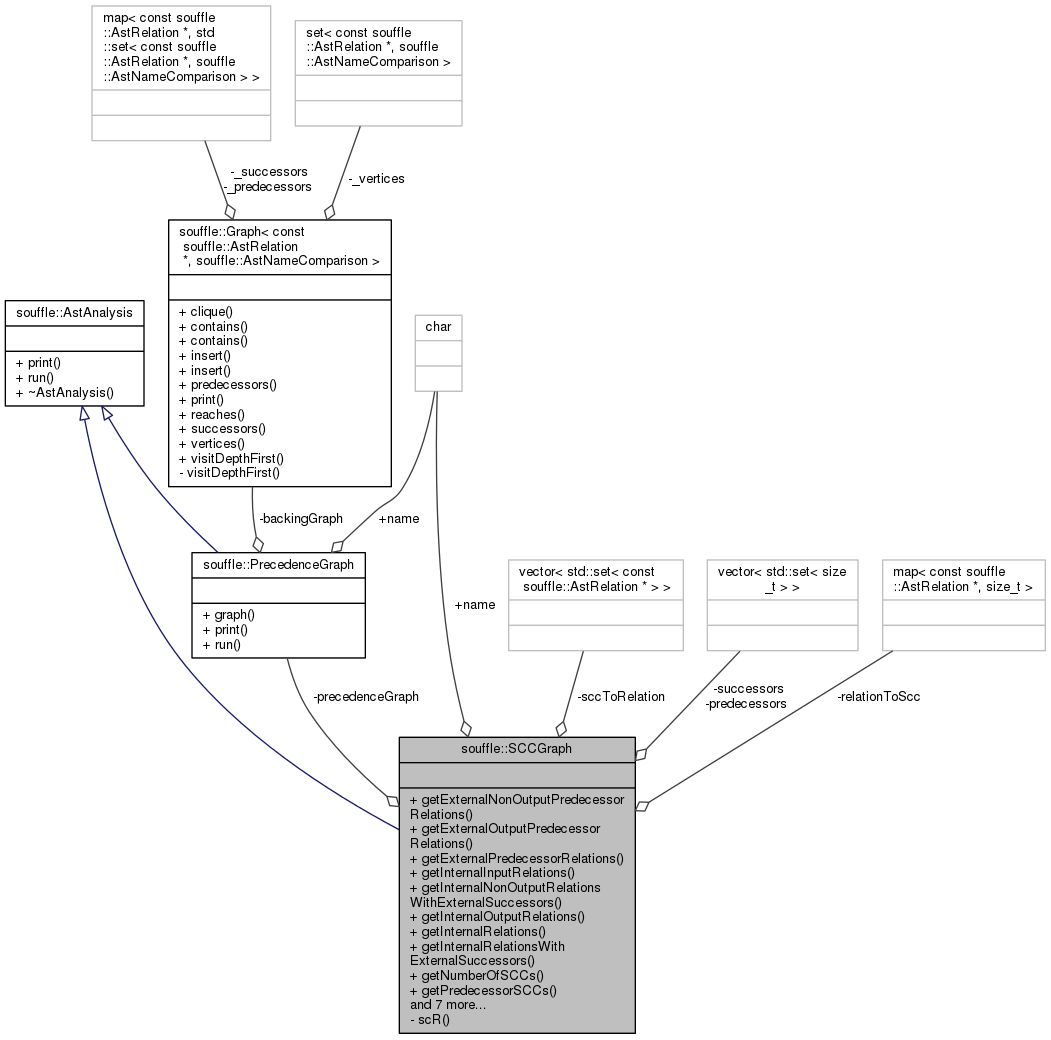 map< const souffle
::AstRelation *, std
::set< const souffle
::AstRelation *, souffle
::AstNameComparison > >
set< const souffle
::AstRelation *, souffle
::AstNameComparison >
-_successors
-_predecessors
-_vertices
souffle::Graph< const
souffle::AstRelation
*, souffle::AstNameComparison >
+ clique()
+ contains()
+ contains()
+ insert()
+ insert()
+ predecessors()
+ print()
+ reaches()
+ successors()
+ vertices()
+ visitDepthFirst()
- visitDepthFirst()
souffle::AstAnalysis
+ print()
+ run()
+ ~AstAnalysis()
char
-backingGraph
+name
souffle::PrecedenceGraph
+ graph()
+ print()
+ run()
+name
vector< std::set< const
souffle::AstRelation * > >
vector< std::set< size
_t > >
map< const souffle
::AstRelation *, size_t >
-precedenceGraph
-sccToRelation
-successors
-predecessors
-relationToScc
souffle::SCCGraph
+ getExternalNonOutputPredecessor
Relations()
+ getExternalOutputPredecessor
Relations()
+ getExternalPredecessorRelations()
+ getInternalInputRelations()
+ getInternalNonOutputRelations
WithExternalSuccessors()
+ getInternalOutputRelations()
+ getInternalRelations()
+ getInternalRelationsWith
ExternalSuccessors()
+ getNumberOfSCCs()
+ getPredecessorSCCs()
and 7 more...
- scR()